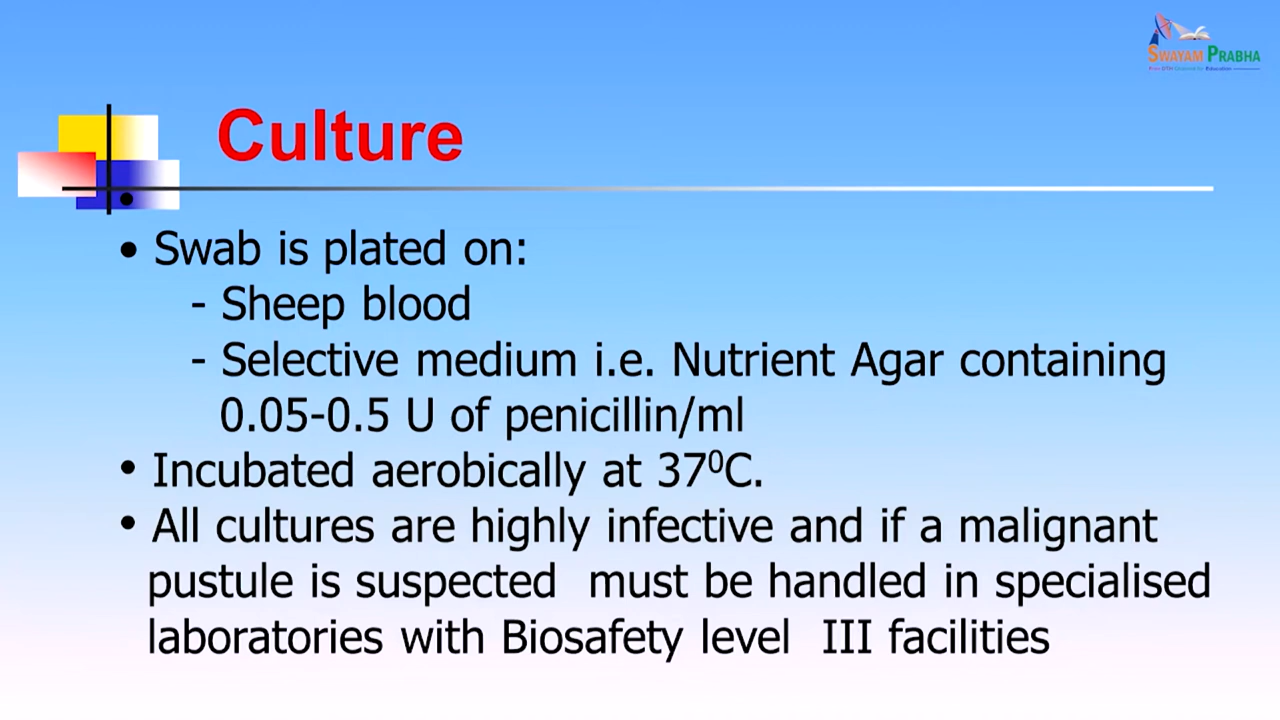 SWAYAM PRABHA
Culture
•
• Swab is plated on:
- Sheep blood
- Selective medium i.e. Nutrient Agar containing
0.05-0.5 U of penicillin/ml
• Incubated aerobically at 37⁰C.
• All cultures are highly infective and if a malignant
pustule is suspected must be handled in specialised
laboratories with Biosafety level III facilities